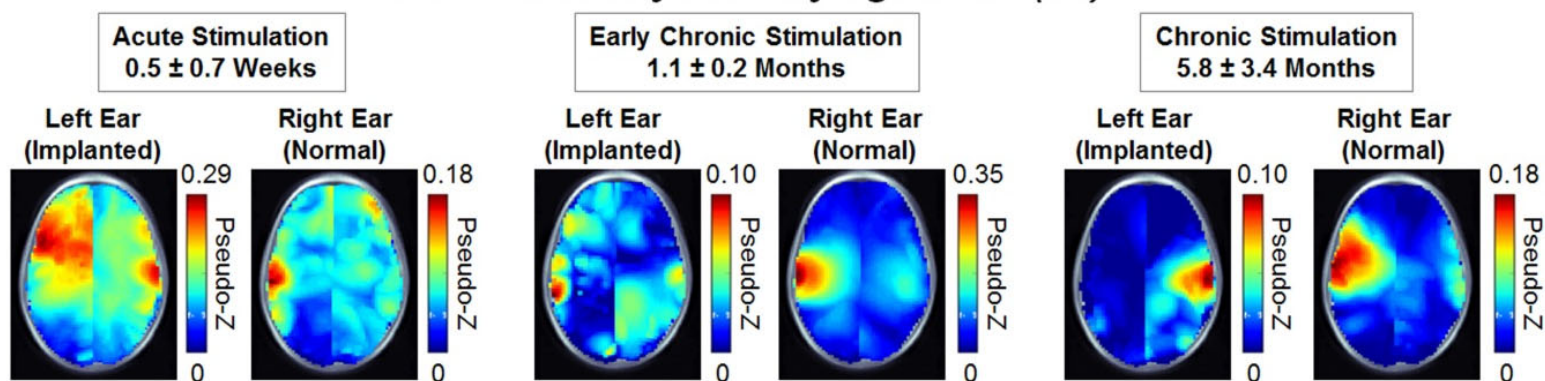 Acute Stimulation
0.5 ± 0.7 Weeks
Early Chronic Stimulation
1.1 ± 0.2 Months
Chronic Stimulation
5.8 ± 3.4 Months
Left Ear
(Implanted)
Right Ear
(Normal)
Left Ear
(Implanted)
Right Ear
(Normal)
Left Ear
(Implanted)
Right Ear
(Normal)
0.29
Pseudo-Z
0
0.18
Pseudo-Z
0
0.10
Pseudo-Z
0
0.35
Pseudo-Z
0
0.10
Pseudo-Z
0
0.18
Pseudo-Z
0